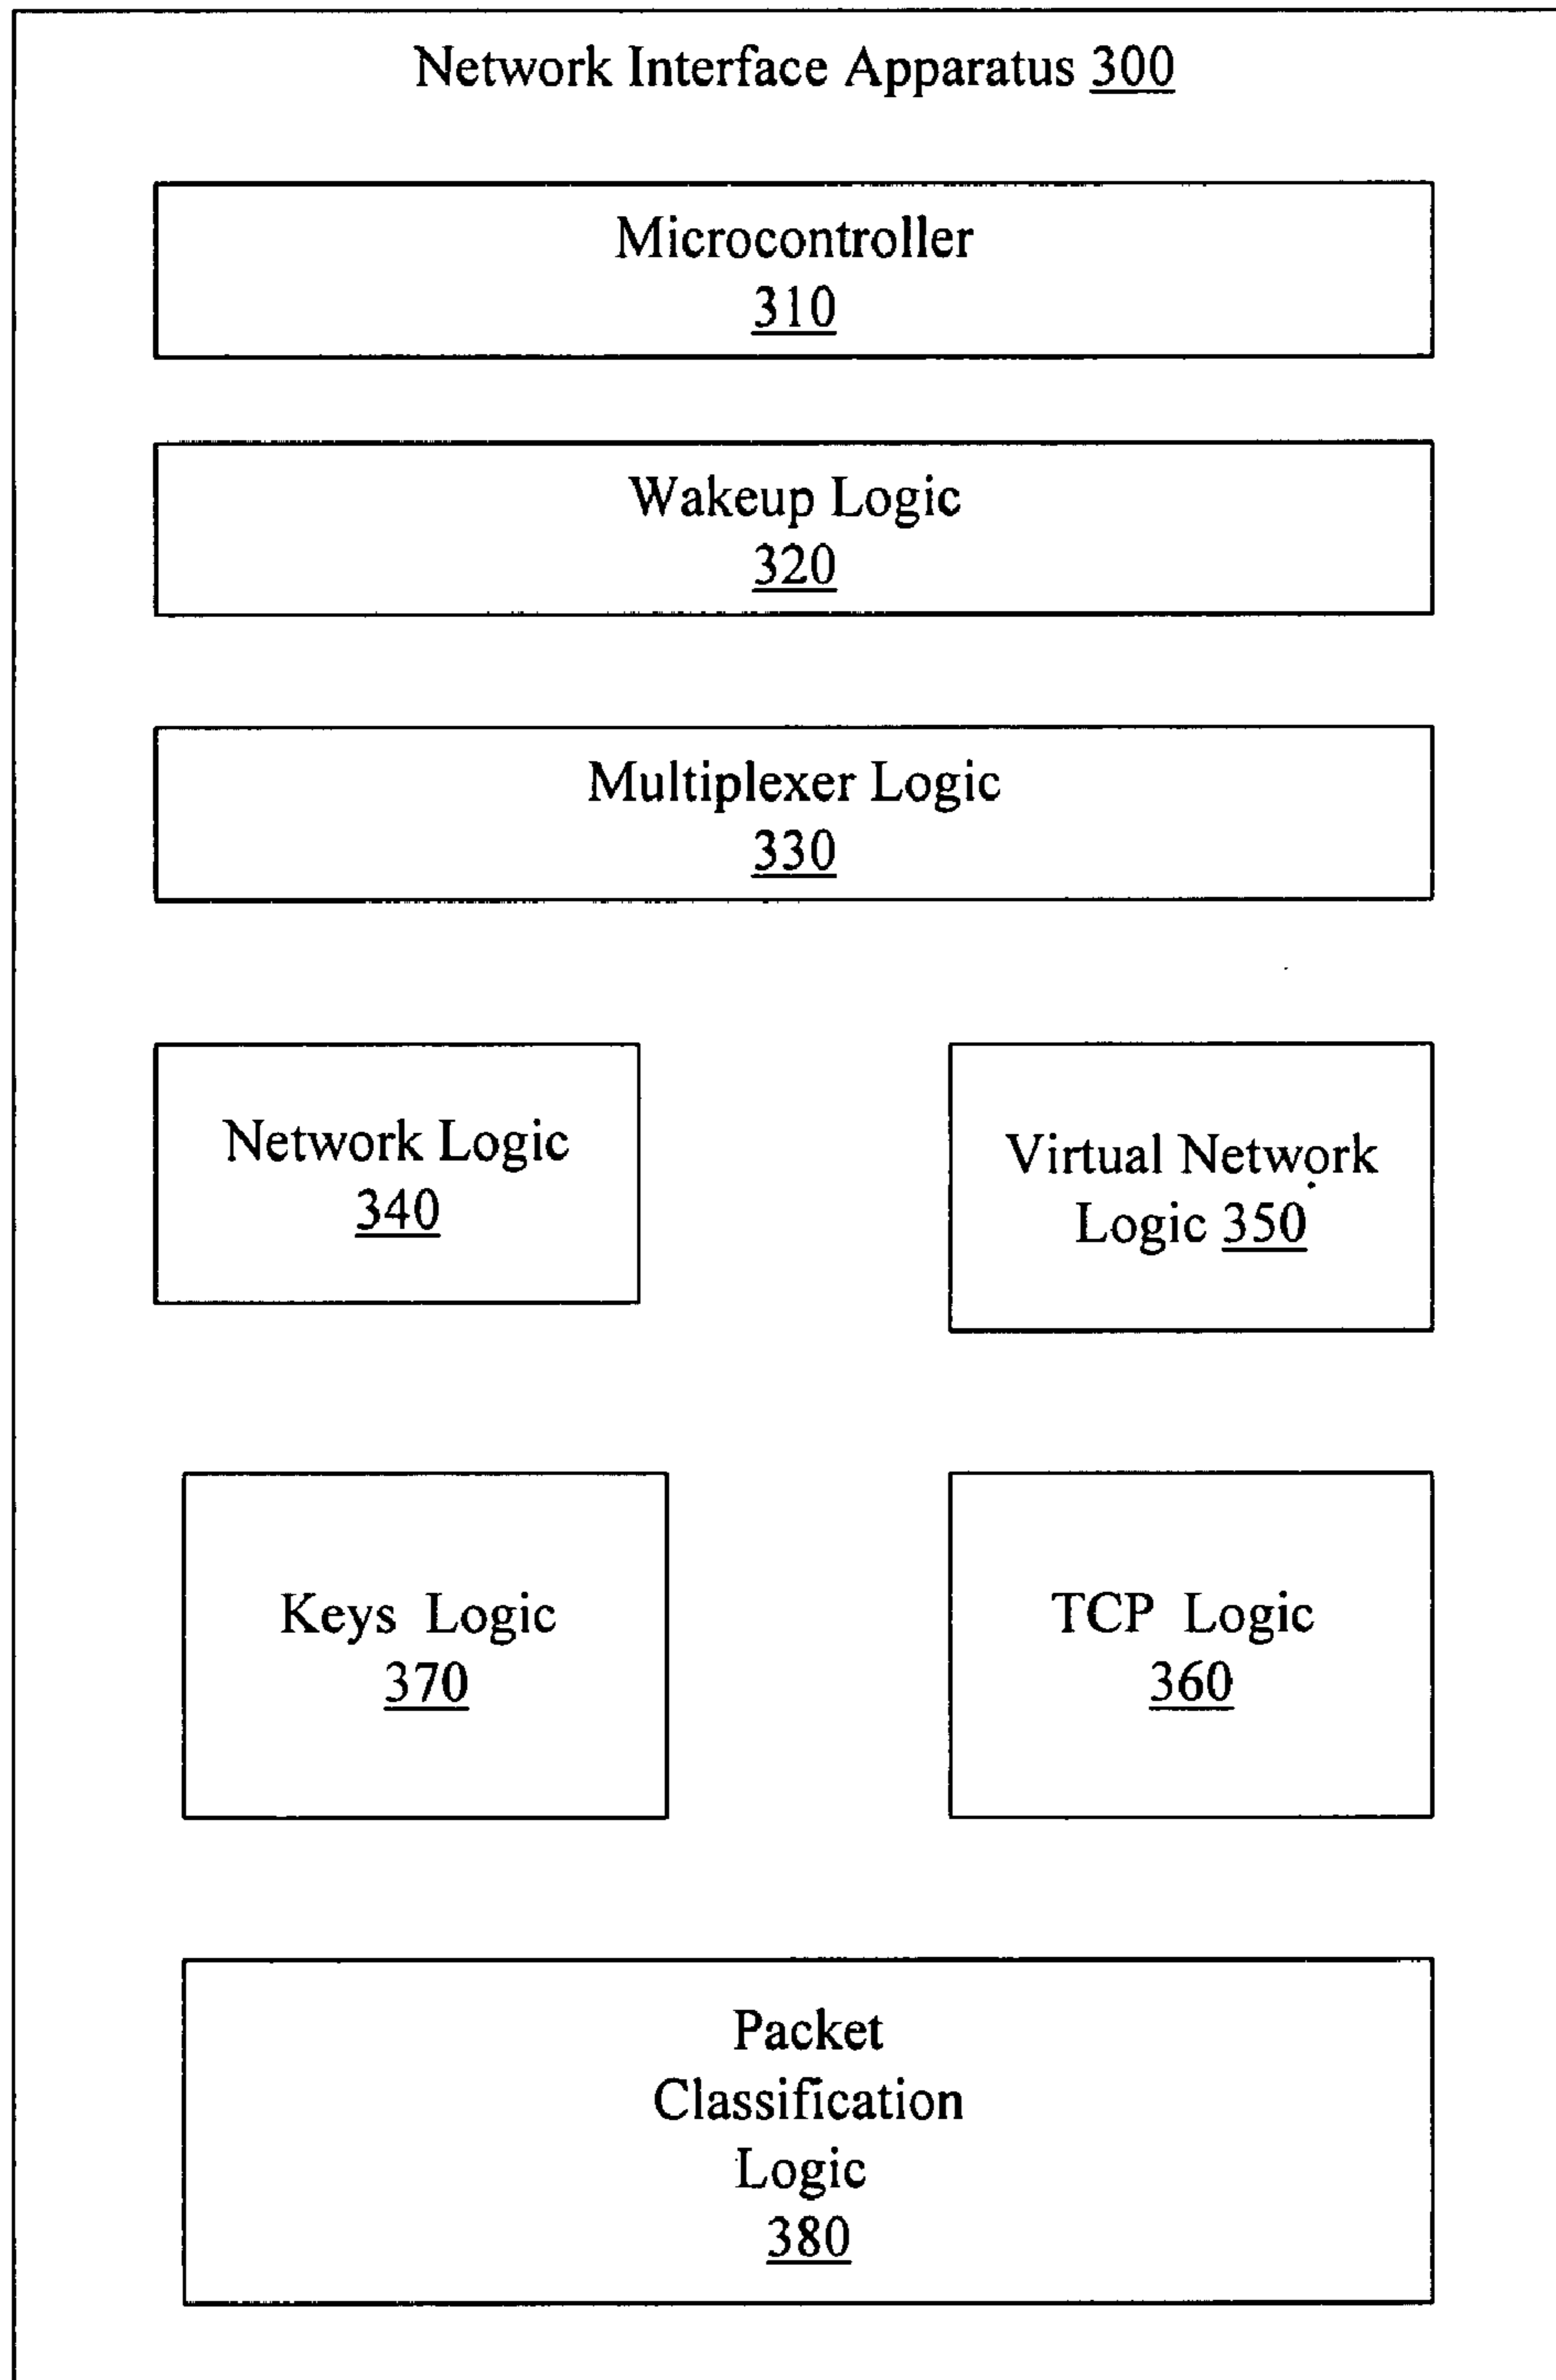 Network Interface Apparatus 300
Microcontroller
310
Wakeup Logic
320
Multiplexer Logic
330
Network Logic
340
Virtual Network
Logic 350
Keys Logic
370
TCP Logic
360
Packet
Classification
Logic
380